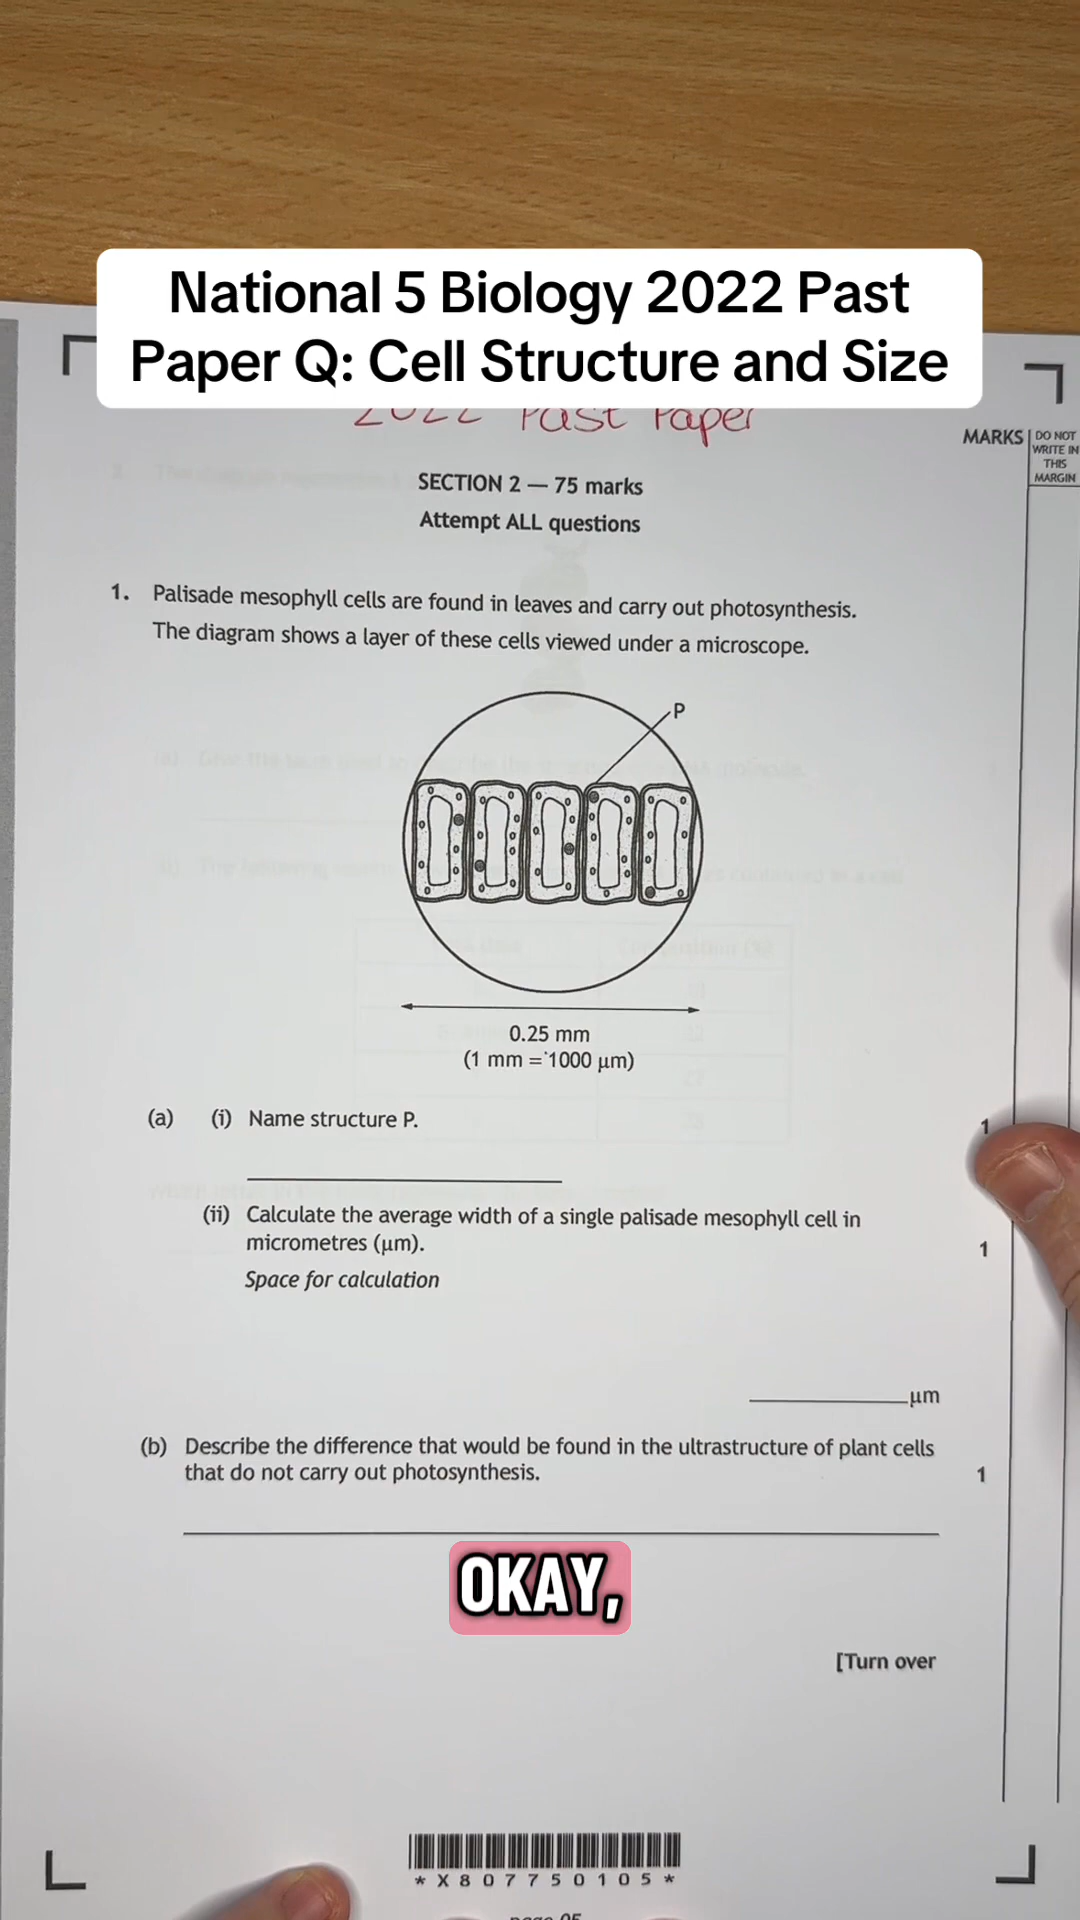 National 5 Biology 2022 Past
Paper Q: Cell Structure and Size
2022 Past Paper
MARKS
DO NOT
WRITE IN
THIS
MARGIN
SECTION 2 — 75 marks
Attempt ALL questions
1. Palisade mesophyll cells are found in leaves and carry out photosynthesis.
The diagram shows a layer of these cells viewed under a microscope.
P
0.25 mm
(1 mm = 1000 µm)
(a) (i) Name structure P.
1
(ii) Calculate the average width of a single palisade mesophyll cell in
micrometres (µm).
1
Space for calculation
µm
(b) Describe the difference that would be found in the ultrastructure of plant cells
that do not carry out photosynthesis.
1
OKAY,
[Turn over
* X 8 0 7 7 5 0 1 0 5 *
page 05